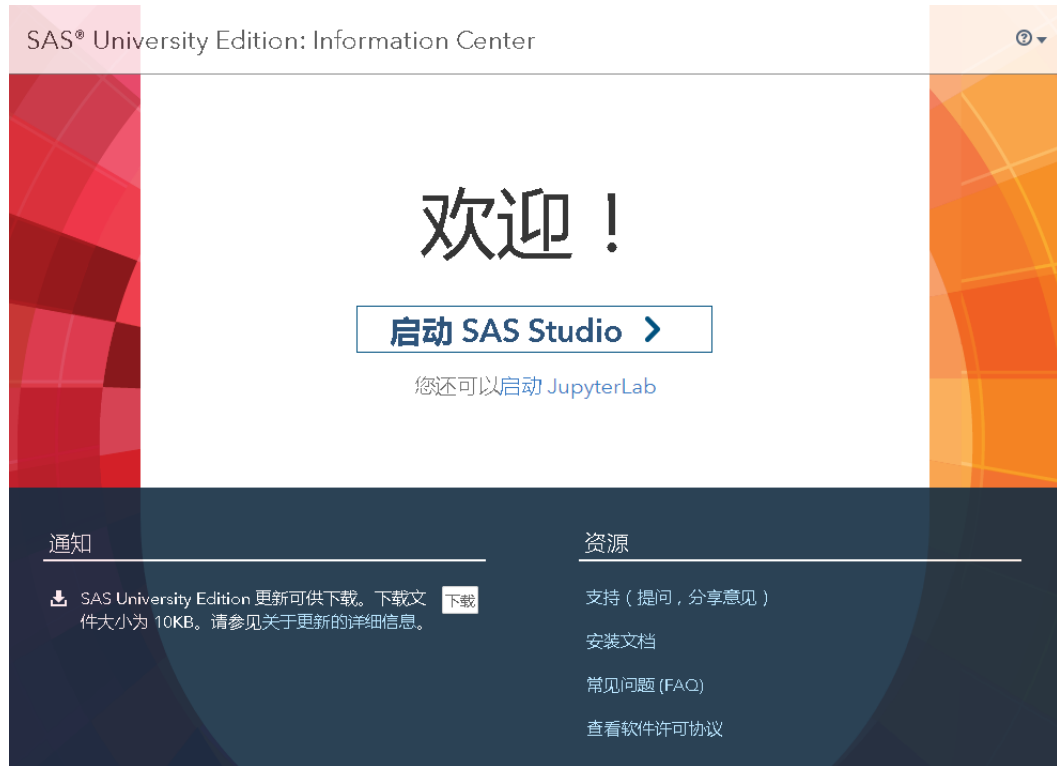 SAS® University Edition: Information Center
欢迎！
启动 SAS Studio
您还可以启动 JupyterLab
通知
SAS University Edition 更新可供下载。下载文
件大小为 10KB。请参见关于更新的详细信息。
下载
资源
支持（提问，分享意见）
安装文档
常见问题 (FAQ)
查看软件许可协议